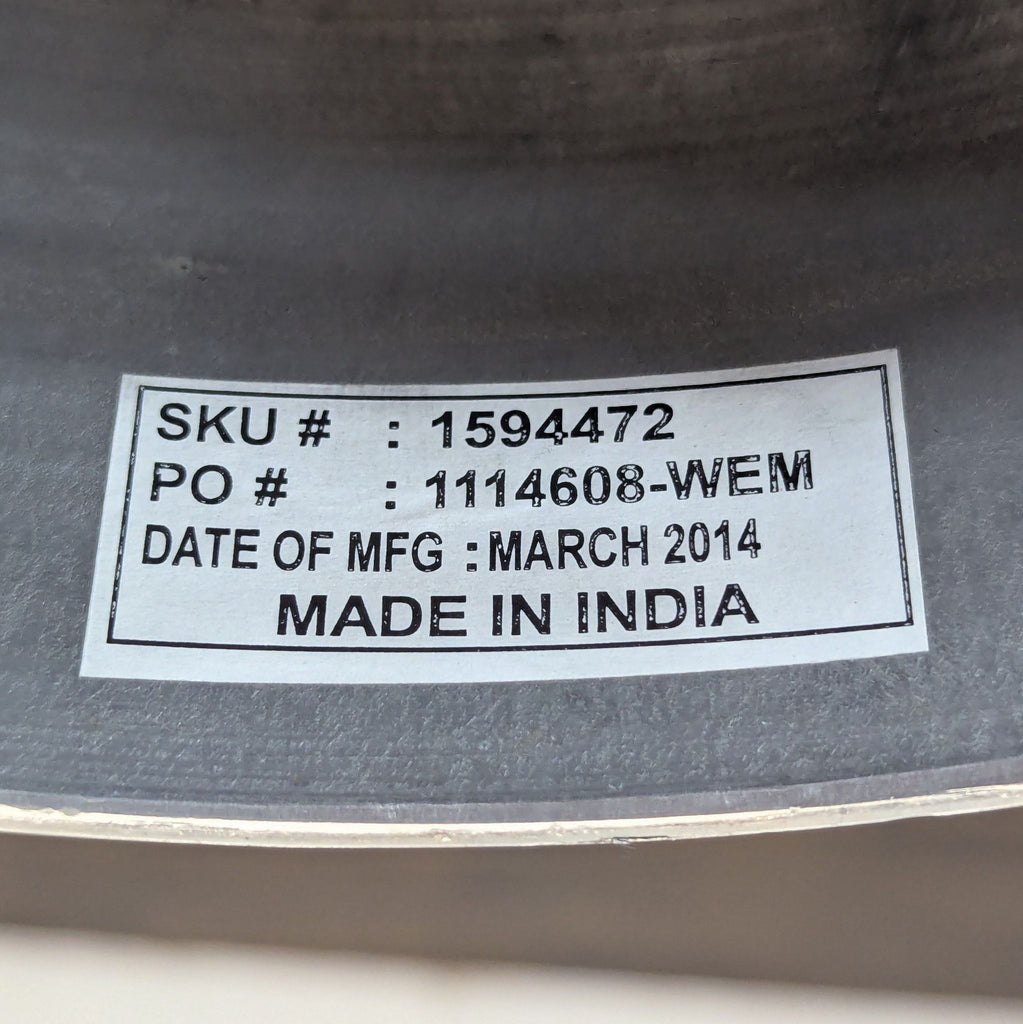 SKU # : 1594472
PO # : 1114608-WEM
DATE OF MFG : MARCH 2014
MADE IN INDIA